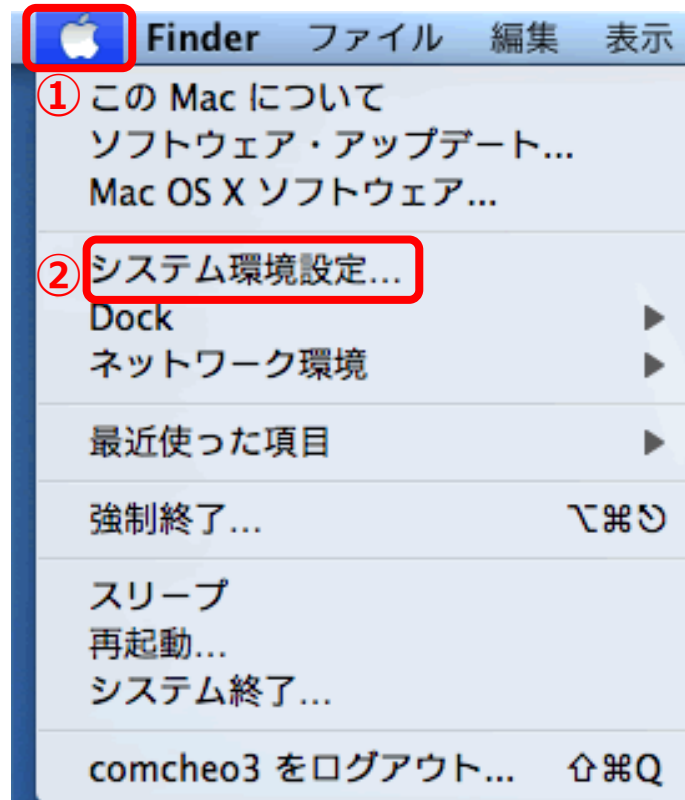 Finder ファイル 編集 表示
①
このMac について
ソフトウェア・アップデート...
Mac OS X ソフトウェア...
②
システム環境設定...
Dock ▶
ネットワーク環境 ▶
最近使った項目 ▶
強制終了... ⌥⌘⎋
スリープ
再起動...
システム終了...
comcheo3 をログアウト... ⇧⌘Q